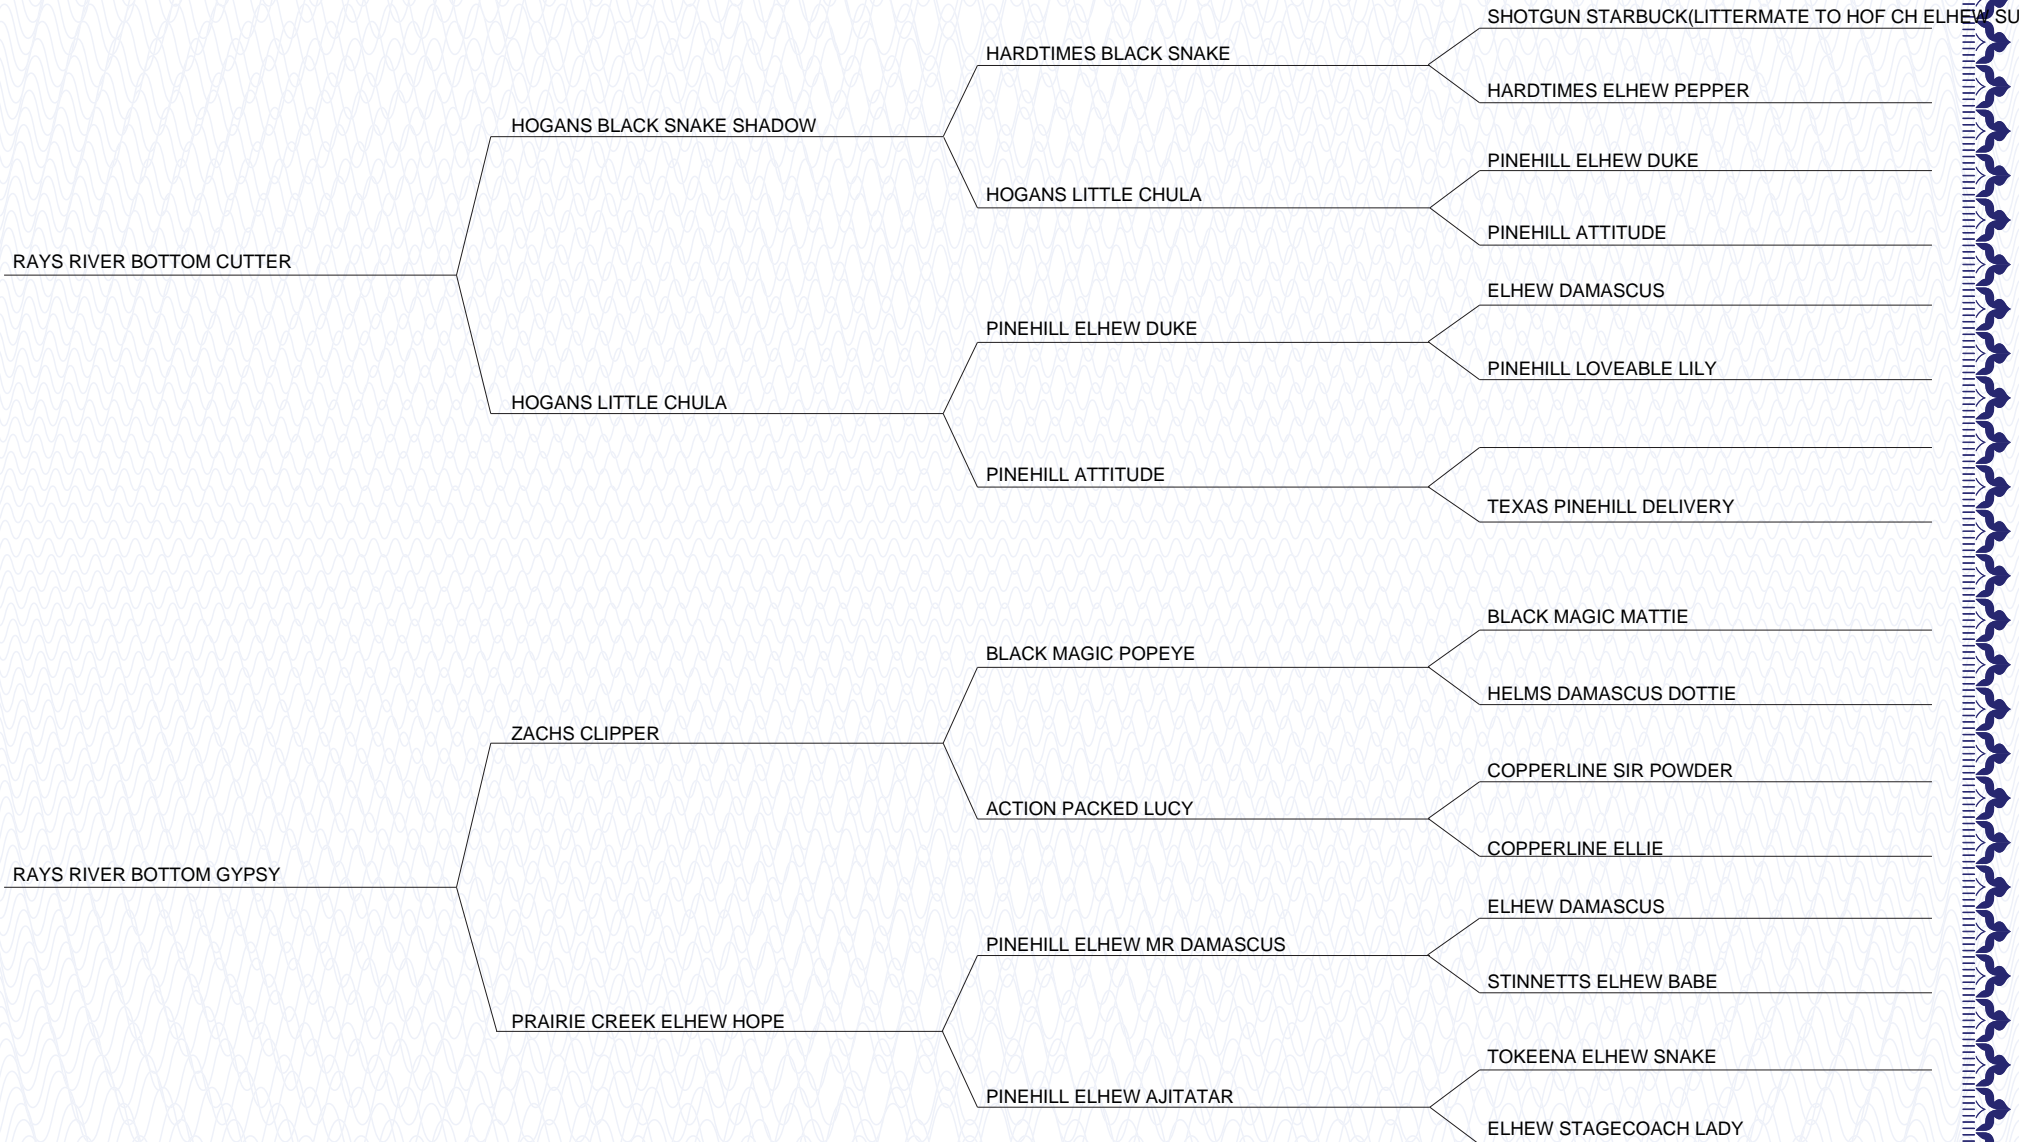 SHOTGUN STARBUCK(LITTERMATE TO HOF CH ELHEW SU
HARDTIMES BLACK SNAKE
HARDTIMES ELHEW PEPPER
HOGANS BLACK SNAKE SHADOW
PINEHILL ELHEW DUKE
HOGANS LITTLE CHULA
PINEHILL ATTITUDE
RAYS RIVER BOTTOM CUTTER
ELHEW DAMASCUS
PINEHILL ELHEW DUKE
PINEHILL LOVEABLE LILY
HOGANS LITTLE CHULA
PINEHILL ATTITUDE
TEXAS PINEHILL DELIVERY
BLACK MAGIC MATTIE
BLACK MAGIC POPEYE
HELMS DAMASCUS DOTTIE
ZACHS CLIPPER
COPPERLINE SIR POWDER
ACTION PACKED LUCY
COPPERLINE ELLIE
RAYS RIVER BOTTOM GYPSY
ELHEW DAMASCUS
PINEHILL ELHEW MR DAMASCUS
STINNETTS ELHEW BABE
PRAIRIE CREEK ELHEW HOPE
TOKEENA ELHEW SNAKE
PINEHILL ELHEW AJITATAR
ELHEW STAGECOACH LADY